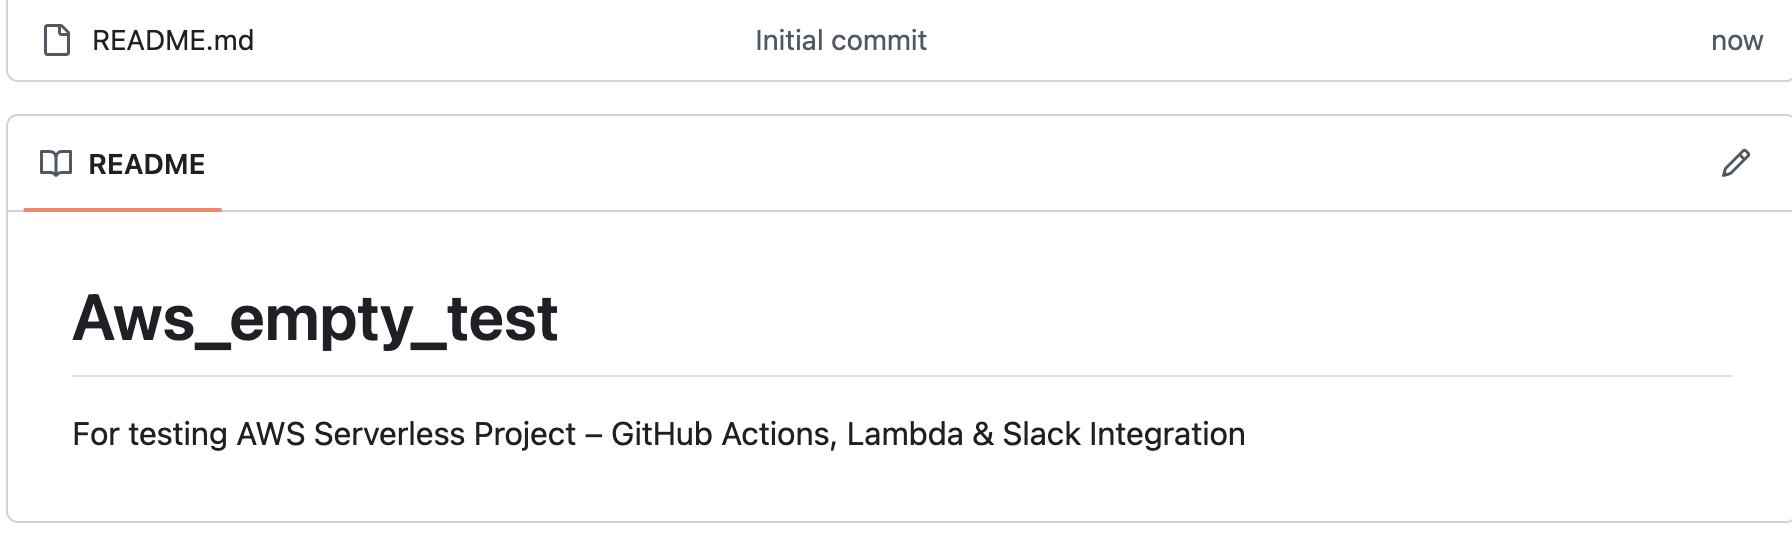 README.md Initial commit now
README
Aws_empty_test
For testing AWS Serverless Project – GitHub Actions, Lambda & Slack Integration